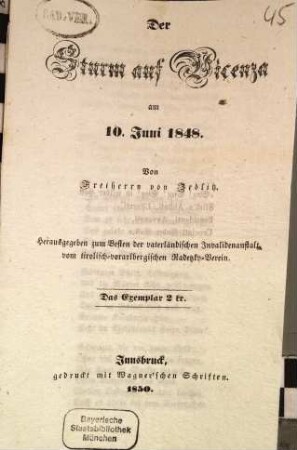 45
Der
Sturm auf Vicenza
am
10. Juni 1848.
Von
Freiherrn von Zedlitz.
Herausgegeben zum Besten der vaterländischen Invalidenanstalt,
vom tirolisch-vorarlbergischen Radetzky-Verein.
Das Exemplar 2 kr.
Innsbruck,
gedruckt mit Wagner'schen Schriften.
1850.
Bayerische
Staatsbibliothek
München